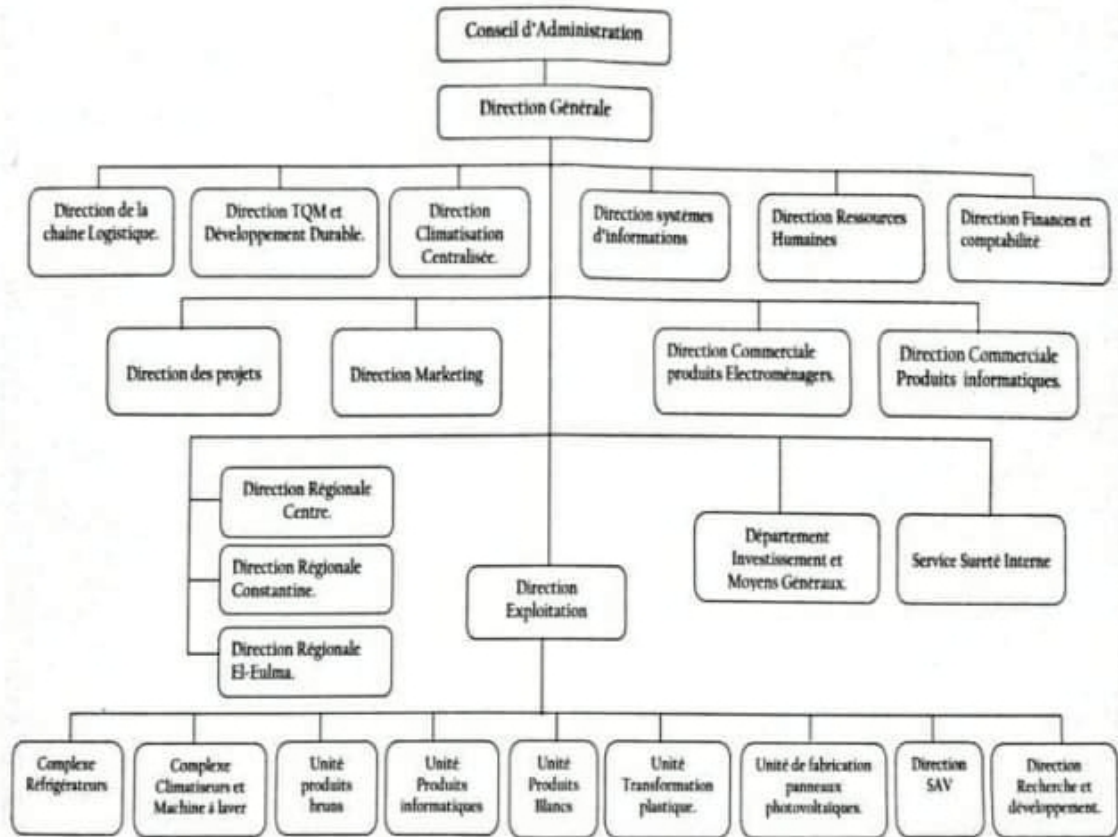 Conseil d'Administration
Direction Générale
Direction de la
chaine Logistique.
Direction TQM et
Développement Durable.
Direction
Climatisation
Centralisée.
Direction systèmes
d'informations
Direction Ressources
Humaines
Direction Finances et
comptabilité
Direction des projets
Direction Marketing
Direction Commerciale
produits Electroménagers.
Direction Commerciale
Produits informatiques.
Direction Régionale
Centre.
Direction Régionale
Constantine.
Direction Régionale
El-Eulma.
Direction
Exploitation
Département
Investissement et
Moyens Généraux.
Service Sureté Interne
Complexe
Réfrigérateurs
Complexe
Climatiseurs et
Machine à laver
Unité
produits
bruns
Unité
Produits
informatiques
Unité
Produits
Blancs
Unité
Transformation
plastique.
Unité de fabrication
panneaux
photovoltaïques.
Direction
SAV
Direction
Recherche et
développement.